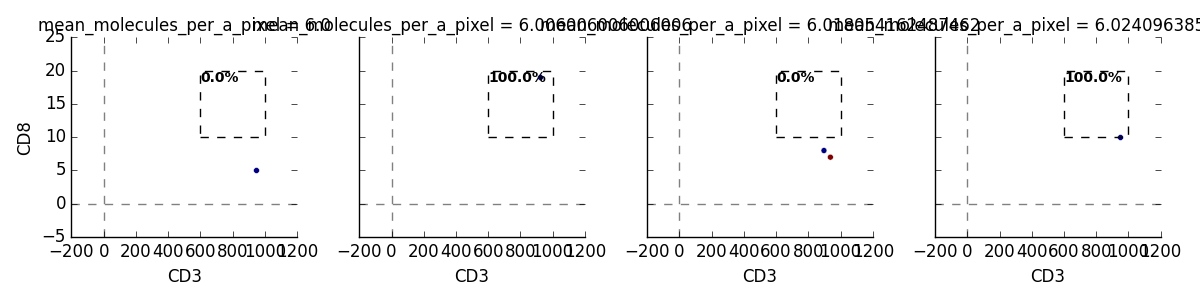 mean_molecules_per_a_pixel = 6.0
mean_molecules_per_a_pixel = 6.006006006006006
mean_molecules_per_a_pixel = 6.018054162487462
mean_molecules_per_a_pixel = 6.024096385
25
20
15
10
5
0
−5
CD8
0.0%
100.0%
0.0%
100.0%
−200 0 200 400 600 800 1000 1200
−200 0 200 400 600 800 1000 1200
−200 0 200 400 600 800 1000 1200
−200 0 200 400 600 800 1000 1200
CD3
CD3
CD3
CD3